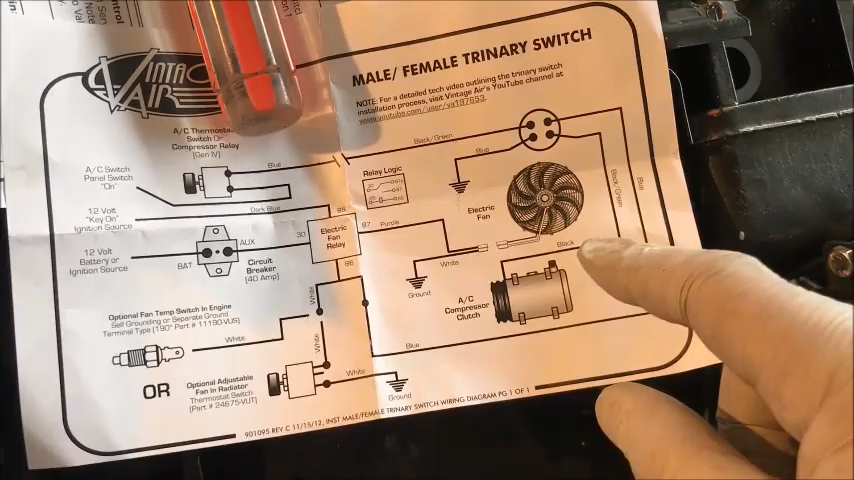 VINTAGE
AIR
MALE/ FEMALE TRINARY SWITCH
NOTE: For a detailed tech video outlining the trinary switch
installation process, visit Vintage Air's YouTube channel at
www.youtube.com/user/va187653.
A/C Thermostat
Switch Or
Compressor Relay
[Gen IV]
Blue
Black/Green
Blue
Relay Logic
30
87
A/C Switch
Panel Switch
"On"
Dark Blue
12 Volt
"Key On"
Ignition Source
85
30
Electric
Fan
Relay
87
Purple
86
Electric
Fan
Black/Green
Blue
12 Volt
Battery or
Ignition Source
BAT
AUX
Circuit
Breaker
(40 Amp)
White
Ground
Black
A/C
Compressor
Clutch
Optional Fan Temp Switch In Engine
Self Grounding or Separate Ground
Terminal Type (190° Part # 11190-VUS)
White
White
White
Blue
OR
Optional Adjustable
Fan In Radiator
Thermostat Switch
(Part # 24675-VUT)
White
Ground
901095 REV C 11/15/12, INST MALE/FEMALE TRINARY SWITCH WIRING DIAGRAM PG 1 OF 1